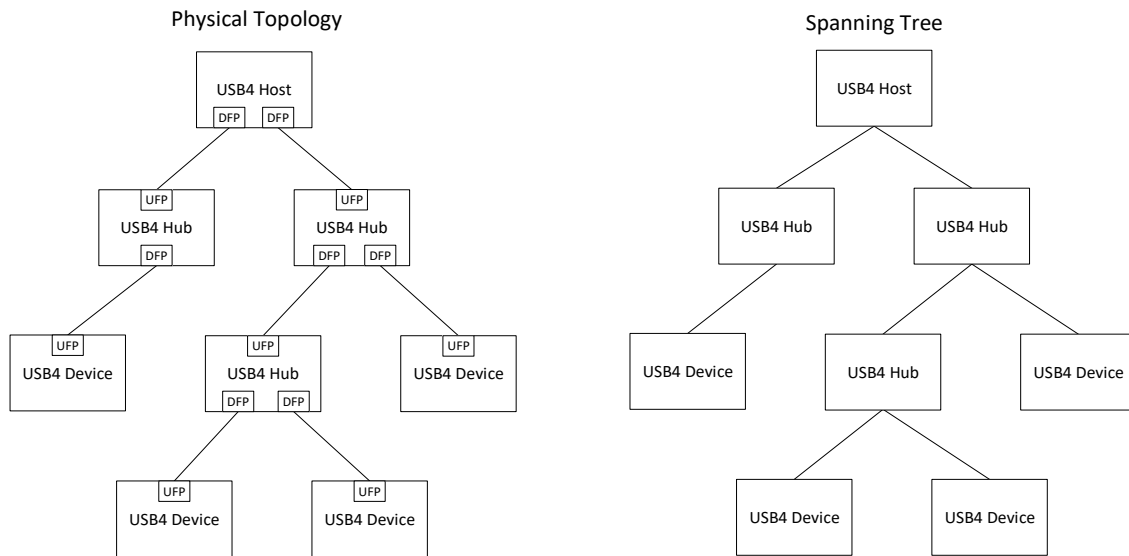 Physical Topology
USB4 Host
DFP DFP
UFP UFP
USB4 Hub USB4 Hub
DFP DFP DFP
UFP UFP UFP
USB4 Device USB4 Hub USB4 Device
DFP DFP
UFP UFP
USB4 Device USB4 Device
Spanning Tree
USB4 Host
USB4 Hub USB4 Hub
USB4 Device USB4 Hub USB4 Device
USB4 Device USB4 Device